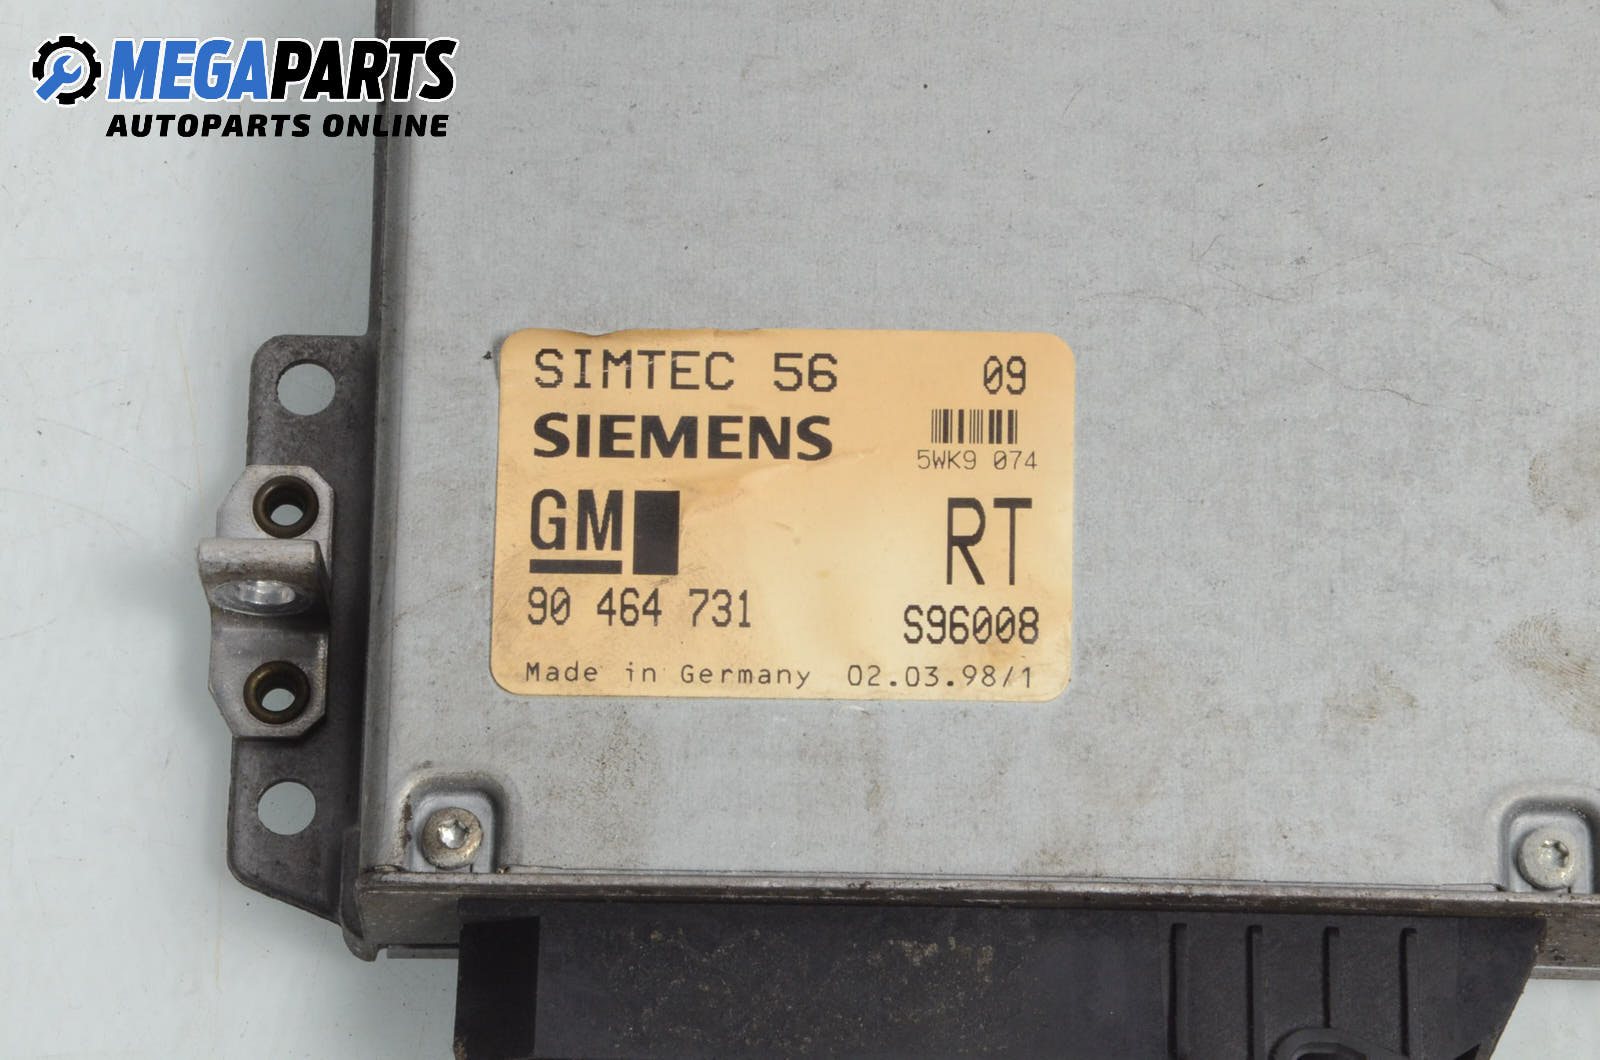 MEGAPARTS
AUTOPARTS ONLINE
SIMTEC 56 09
SIEMENS
5WK9 074
GM
RT
90 464 731
S96008
Made in Germany 02.03.98/1